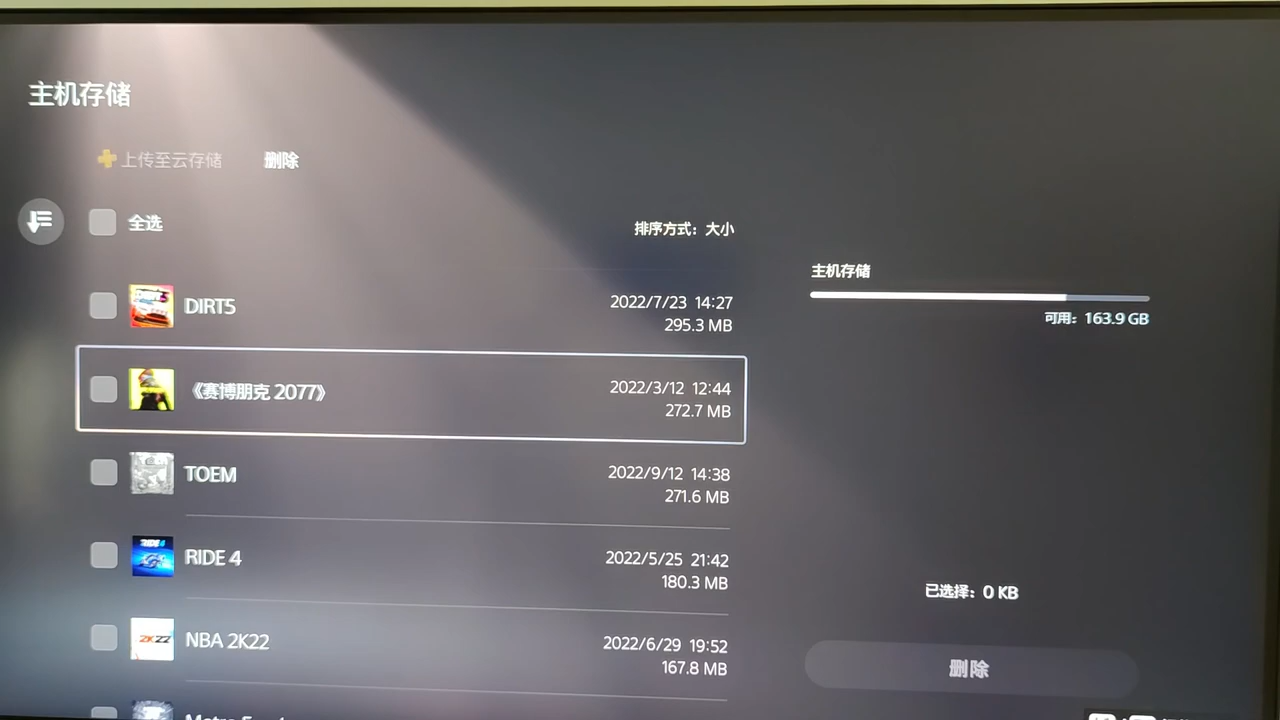 主机存储
上传至云存储 删除
全选
排序方式：大小
DIRT5
2022/7/23 14:27
295.3 MB
《赛博朋克 2077》
2022/3/12 12:44
272.7 MB
TOEM
2022/9/12 14:38
271.6 MB
RIDE 4
RIDE 4
2022/5/25 21:42
180.3 MB
2K22
NBA 2K22
2022/6/29 19:52
167.8 MB
主机存储
可用：163.9 GB
已选择：0 KB
删除